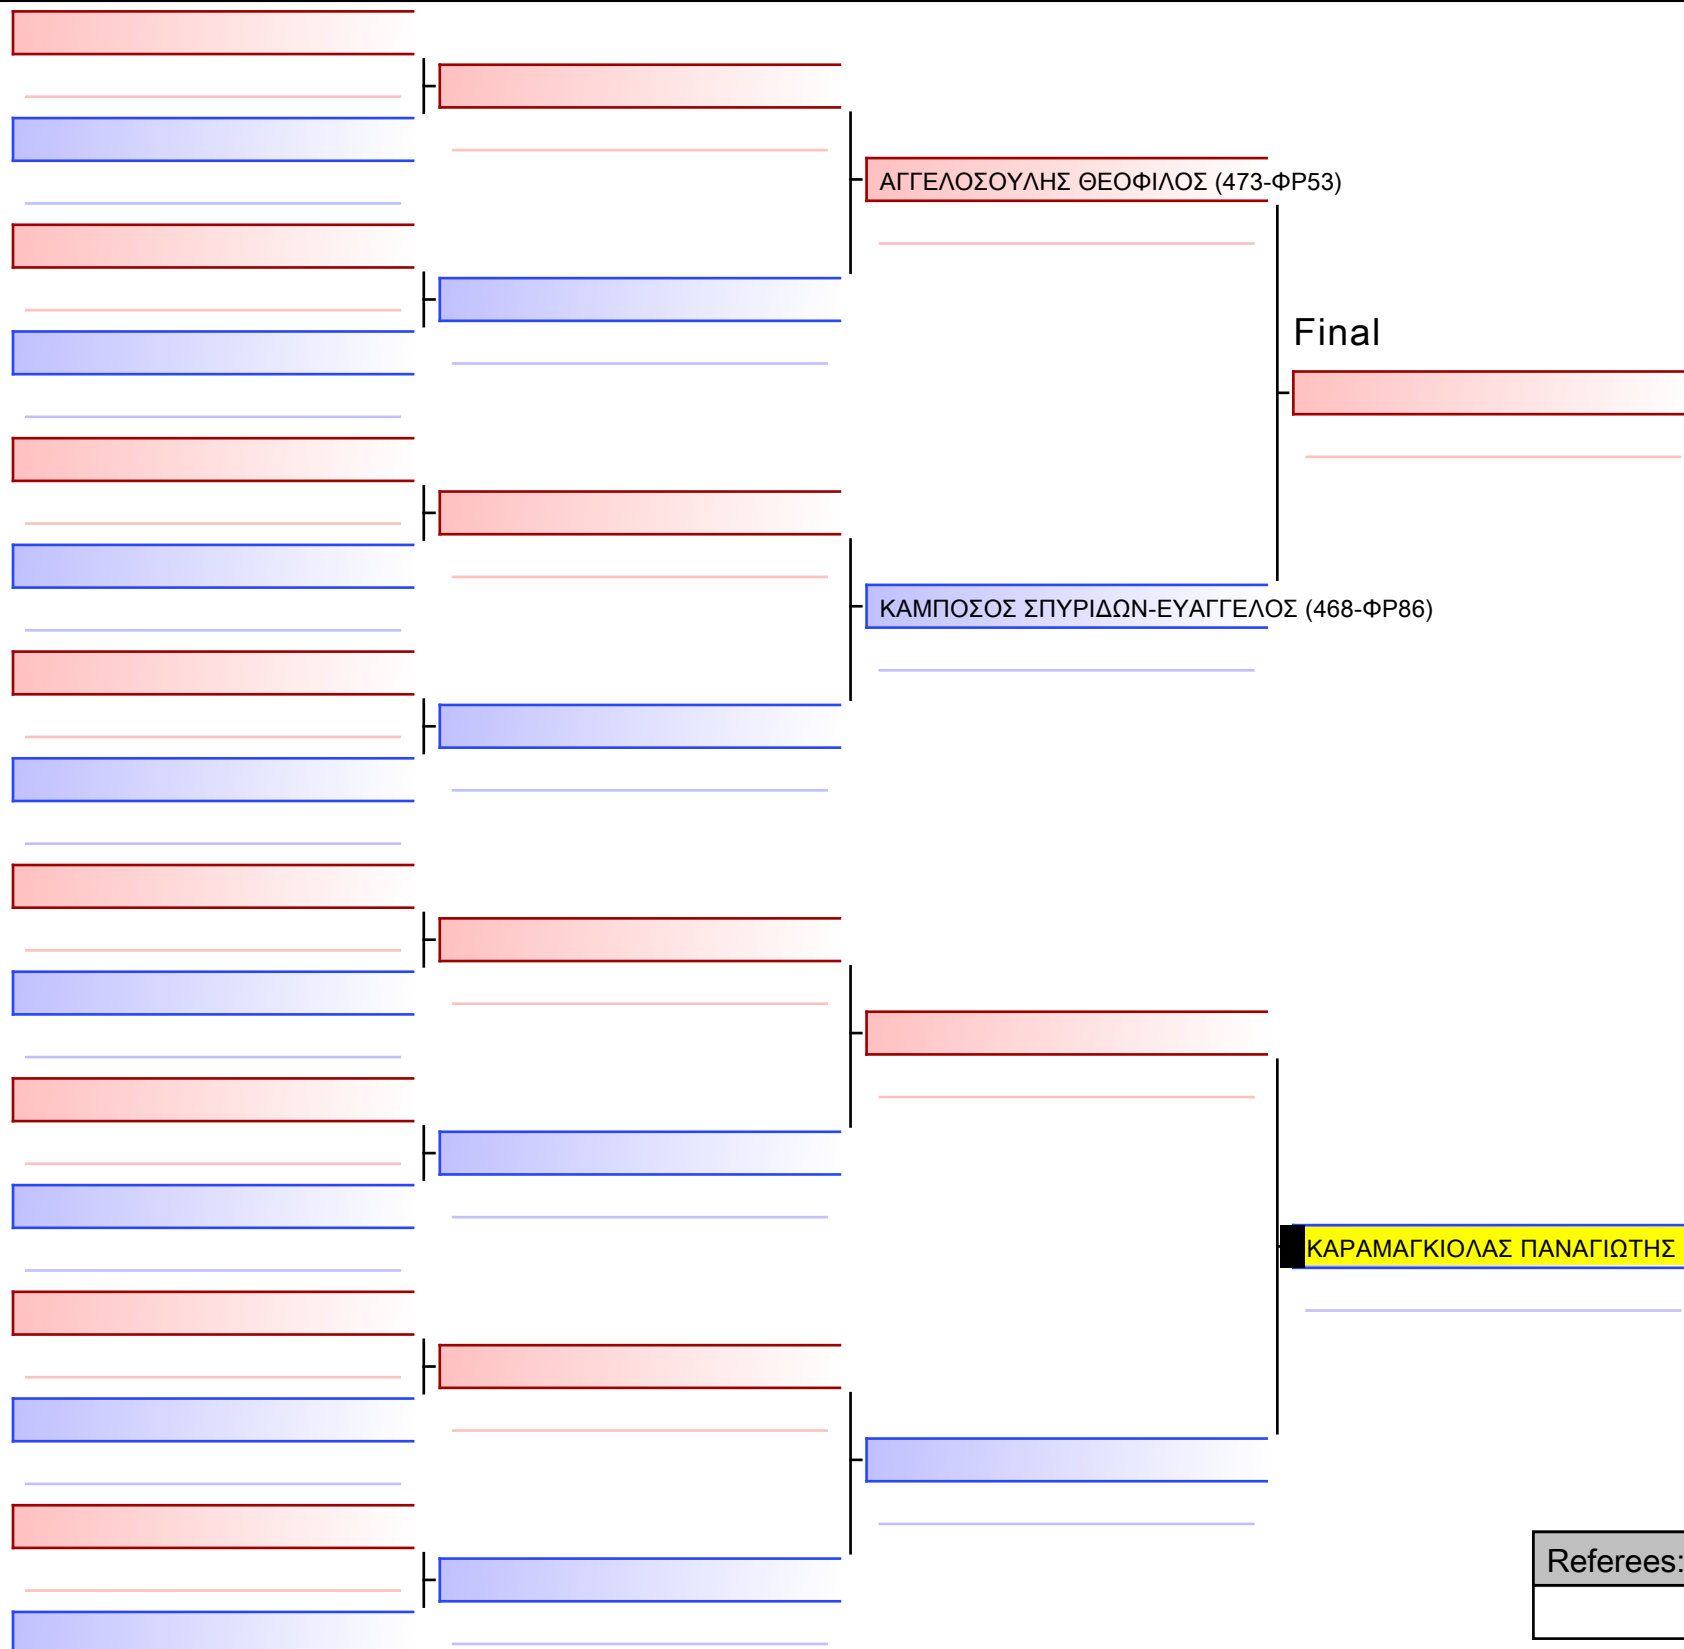 ΑΓΓΕΛΟΣΟΥΛΗΣ ΘΕΟΦΙΛΟΣ (473-ΦΡ53)
Final
ΚΑΜΠΟΣΟΣ ΣΠΥΡΙΔΩΝ-ΕΥΑΓΓΕΛΟΣ (468-ΦΡ86)
ΚΑΡΑΜΑΓΚΙΟΛΑΣ ΠΑΝΑΓΙΩΤΗΣ
Referees: